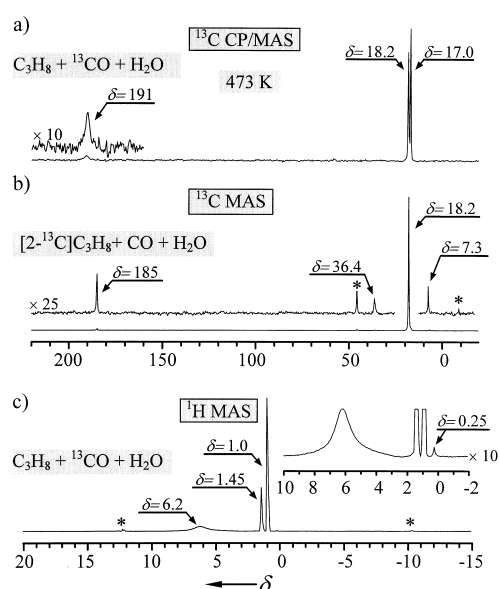 a)
¹³C CP/MAS
C₃H₈ + ¹³CO + H₂O
473 K
δ=18.2
δ=17.0
δ=191
× 10
b)
¹³C MAS
δ=18.2
[2-¹³C]C₃H₈+ CO + H₂O
δ=185
δ=36.4
δ=7.3
× 25
*
*
200 150 100 50 0
c)
¹H MAS
C₃H₈ + ¹³CO + H₂O
δ=1.0
δ=0.25
δ=1.45
× 10
δ=6.2
10 8 6 4 2 0 -2
*
*
20 15 10 5 0 -5 -10 -15
δ